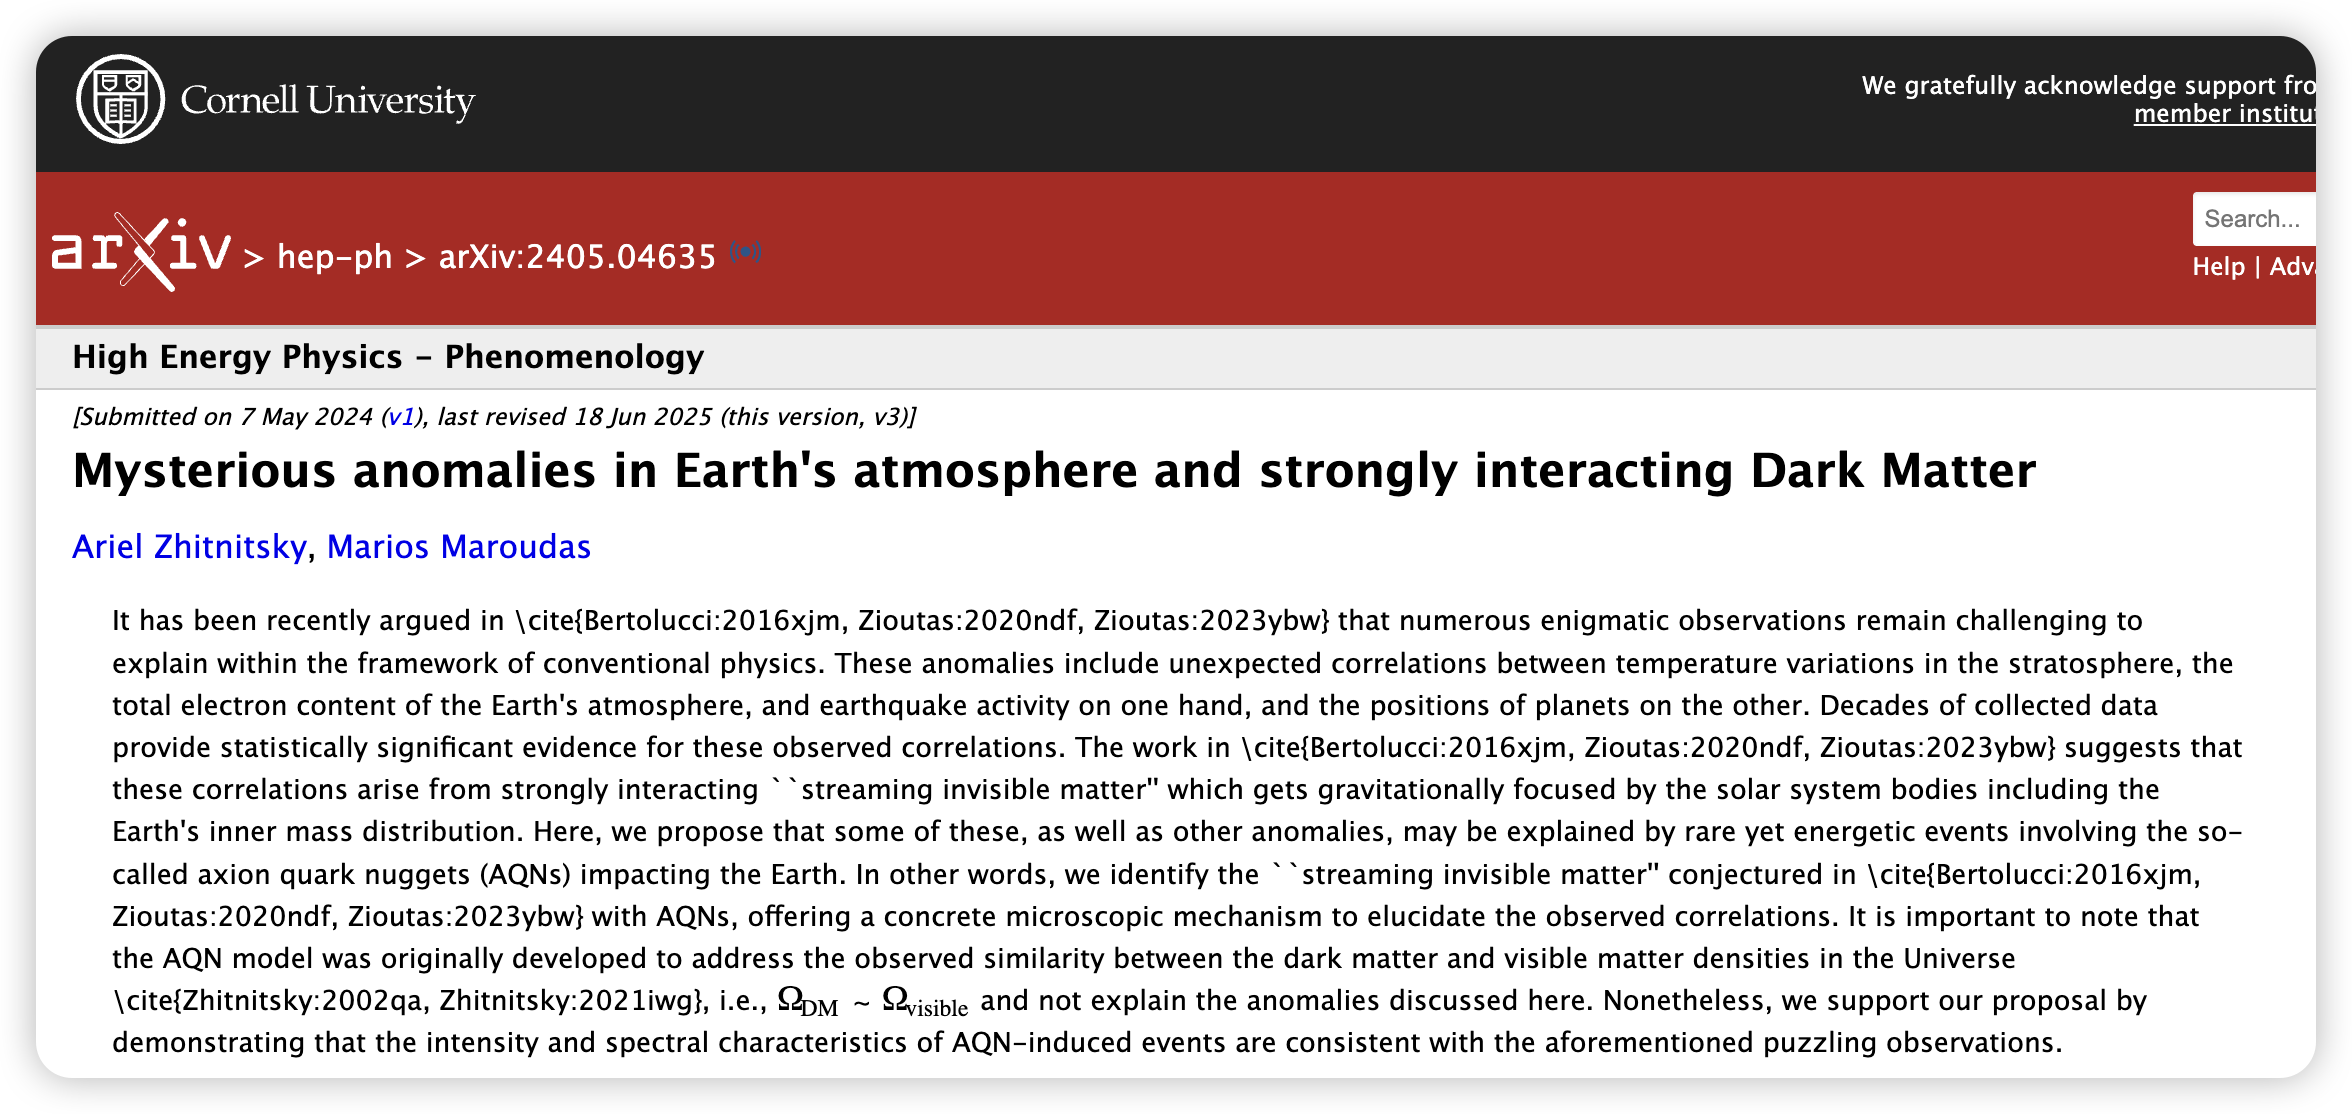 Cornell University
We gratefully acknowledge support fro
member institut
arXiv > hep-ph > arXiv:2405.04635
Search...
Help | Adv
High Energy Physics – Phenomenology
[Submitted on 7 May 2024 (v1), last revised 18 Jun 2025 (this version, v3)]
Mysterious anomalies in Earth's atmosphere and strongly interacting Dark Matter
Ariel Zhitnitsky, Marios Maroudas
It has been recently argued in \cite{Bertolucci:2016xjm, Zioutas:2020ndf, Zioutas:2023ybw} that numerous enigmatic observations remain challenging to
explain within the framework of conventional physics. These anomalies include unexpected correlations between temperature variations in the stratosphere, the
total electron content of the Earth's atmosphere, and earthquake activity on one hand, and the positions of planets on the other. Decades of collected data
provide statistically significant evidence for these observed correlations. The work in \cite{Bertolucci:2016xjm, Zioutas:2020ndf, Zioutas:2023ybw} suggests that
these correlations arise from strongly interacting ``streaming invisible matter" which gets gravitationally focused by the solar system bodies including the
Earth's inner mass distribution. Here, we propose that some of these, as well as other anomalies, may be explained by rare yet energetic events involving the so-
called axion quark nuggets (AQNs) impacting the Earth. In other words, we identify the ``streaming invisible matter" conjectured in \cite{Bertolucci:2016xjm,
Zioutas:2020ndf, Zioutas:2023ybw} with AQNs, offering a concrete microscopic mechanism to elucidate the observed correlations. It is important to note that
the AQN model was originally developed to address the observed similarity between the dark matter and visible matter densities in the Universe
\cite{Zhitnitsky:2002qa, Zhitnitsky:2021iwg}, i.e., Ω_DM ~ Ω_visible and not explain the anomalies discussed here. Nonetheless, we support our proposal by
demonstrating that the intensity and spectral characteristics of AQN-induced events are consistent with the aforementioned puzzling observations.